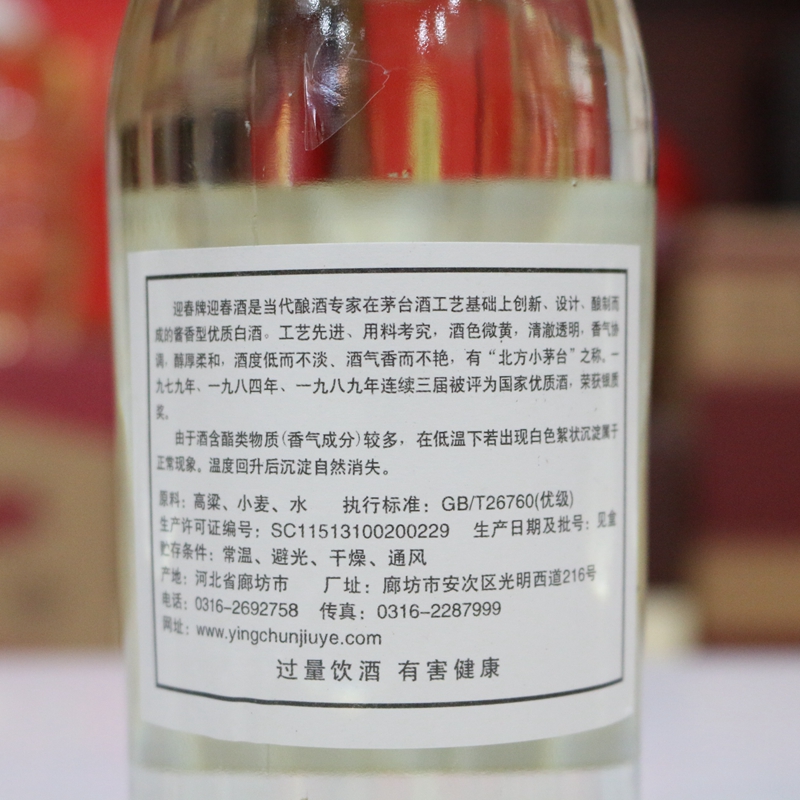 迎春牌迎春酒是当代酿酒专家在茅台酒工艺基础上创新、设计、酿制而
成的酱香型优质白酒。工艺先进、用料考究，酒色微黄，清澈透明，香气协
调，醇厚柔和，酒度低而不淡、酒气香而不艳，有“北方小茅台”之称。一
九七九年、一九八四年、一九八九年连续三届被评为国家优质酒，荣获银质
奖。
由于酒含酯类物质(香气成分)较多，在低温下若出现白色絮状沉淀属于
正常现象。温度回升后沉淀自然消失。
原料：高粱、小麦、水 执行标准：GB/T26760(优级)
生产许可证编号：SC11513100200229 生产日期及批号：见盒
贮存条件：常温、避光、干燥、通风
产地：河北省廊坊市 厂址：廊坊市安次区光明西道216号
电话：0316-2692758 传真：0316-2287999
网址：www.yingchunjiuye.com
过量饮酒 有害健康